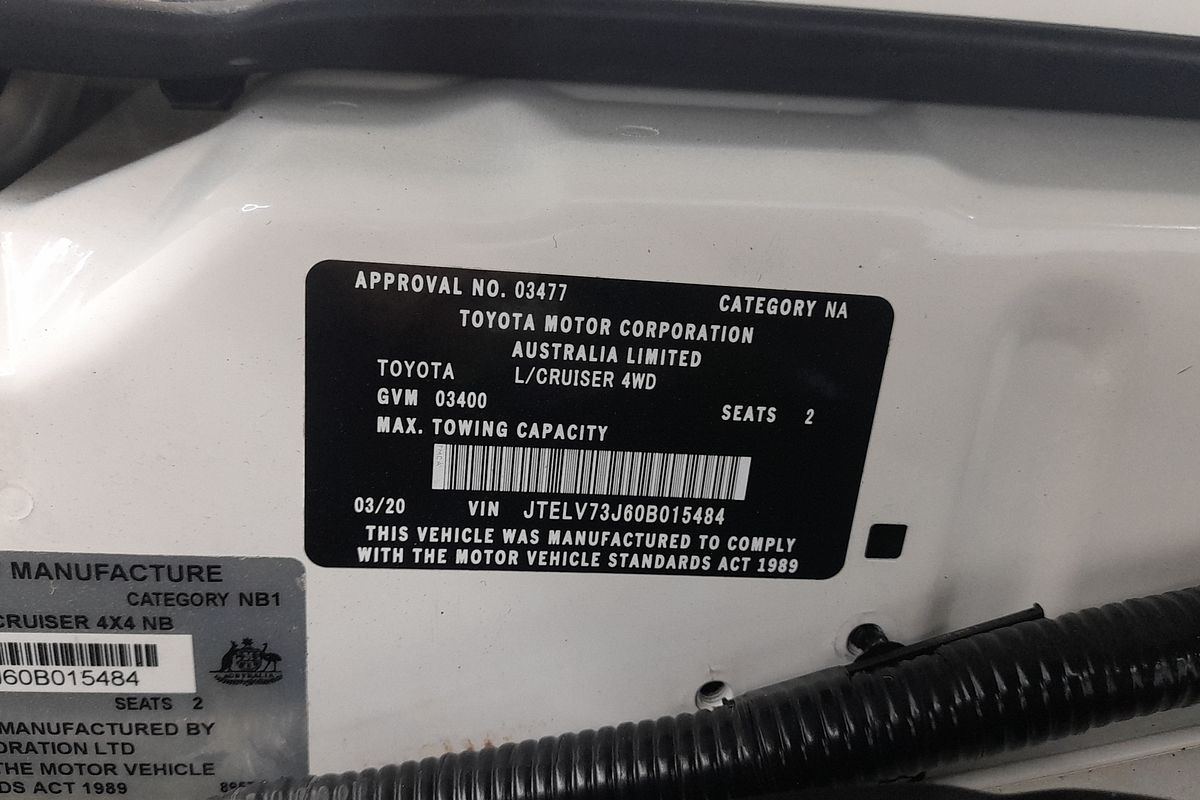 APPROVAL NO. 03477 CATEGORY NA
TOYOTA MOTOR CORPORATION
AUSTRALIA LIMITED
TOYOTA L/CRUISER 4WD
GVM 03400 SEATS 2
MAX. TOWING CAPACITY
03/20 VIN JTELV73J60B015484
THIS VEHICLE WAS MANUFACTURED TO COMPLY
WITH THE MOTOR VEHICLE STANDARDS ACT 1989
MANUFACTURE
CATEGORY NB1
CRUISER 4X4 NB
J60B015484
AUSTRALIA
SEATS 2
MANUFACTURED BY
ORATION LTD
THE MOTOR VEHICLE
DS ACT 1989